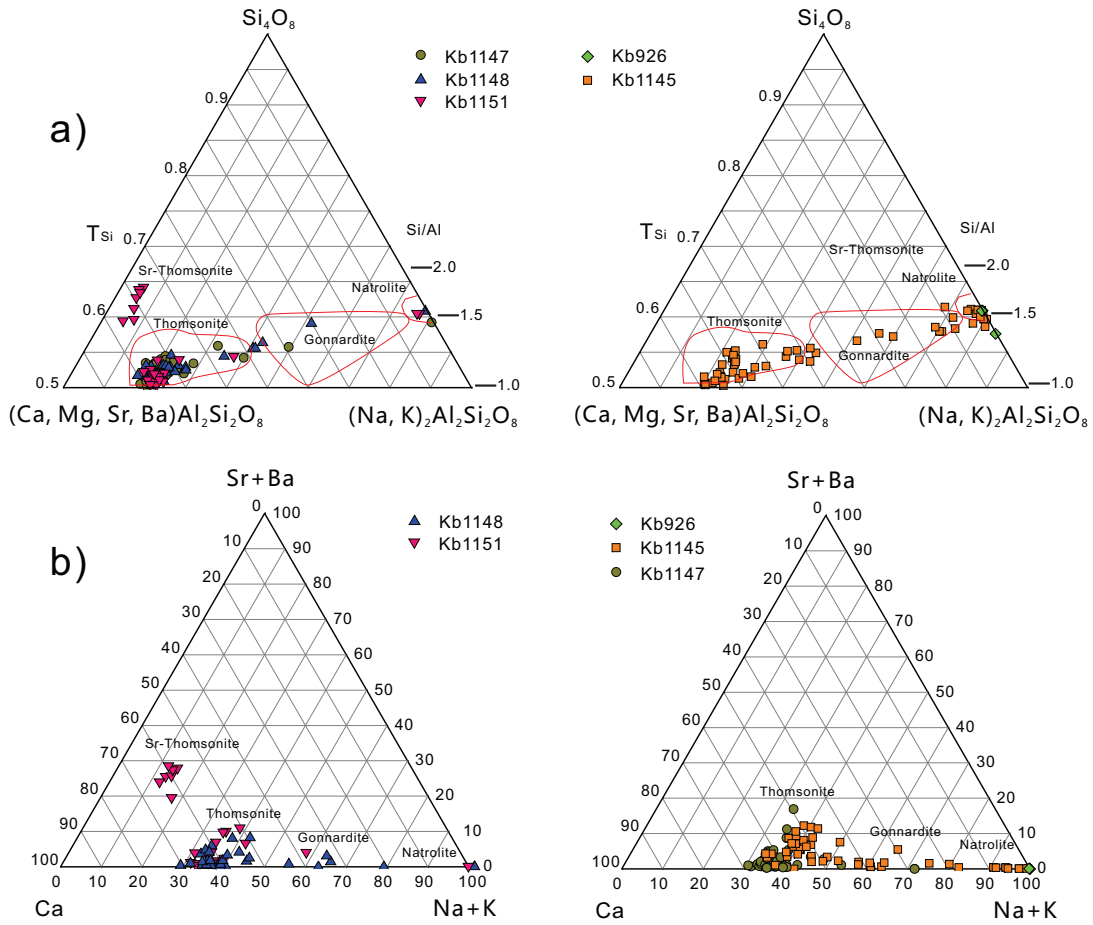 a)
Si₄O₈
Kb1147
Kb1148
Kb1151
0.9
0.8
TSi 0.7
Si/Al
2.0
Sr-Thomsonite
Natrolite
0.6
1.5
Thomsonite
Gonnardite
0.5
1.0
(Ca, Mg, Sr, Ba)Al₂Si₂O₈
(Na, K)₂Al₂Si₂O₈
Si₄O₈
Kb926
Kb1145
0.9
0.8
TSi 0.7
Si/Al
Sr-Thomsonite
2.0
Natrolite
0.6
1.5
Thomsonite
Gonnardite
0.5
1.0
(Ca, Mg, Sr, Ba)Al₂Si₂O₈
(Na, K)₂Al₂Si₂O₈
b)
Sr+Ba
Kb1148
Kb1151
0 100
10 90
20 80
30 70
40 60
50 50
60 40
70 30
Sr-Thomsonite
80 20
Thomsonite
90 10
Gonnardite
Natrolite
100 0
0 10 20 30 40 50 60 70 80 90 100
Ca
Na+K
Sr+Ba
Kb926
Kb1145
Kb1147
0 100
10 90
20 80
30 70
40 60
50 50
60 40
70 30
Thomsonite
80 20
Gonnardite
90 10
Natrolite
100 0
0 10 20 30 40 50 60 70 80 90 100
Ca
Na+K